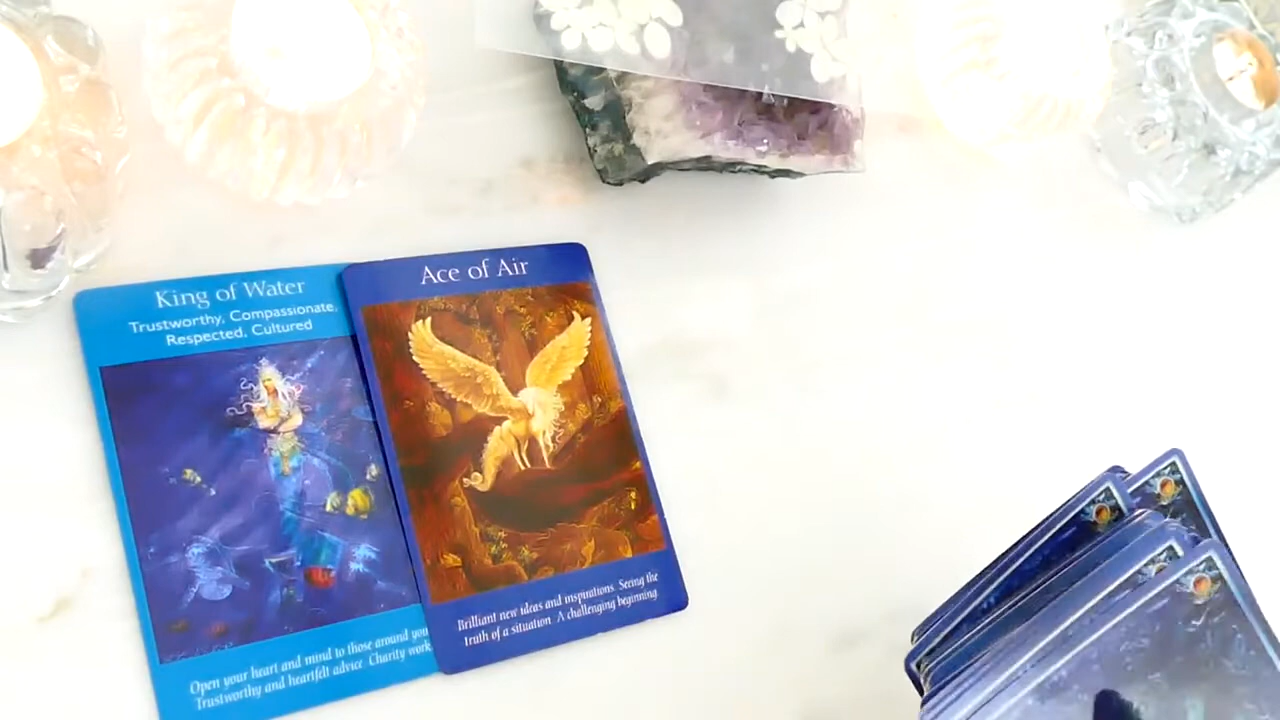 King of Water
Trustworthy, Compassionate,
Respected, Cultured
Open your heart and mind to those around you
Trustworthy and heartfelt advice. Charity work
Ace of Air
Brilliant new ideas and inspirations. Seeing the
truth of a situation. A challenging beginning.